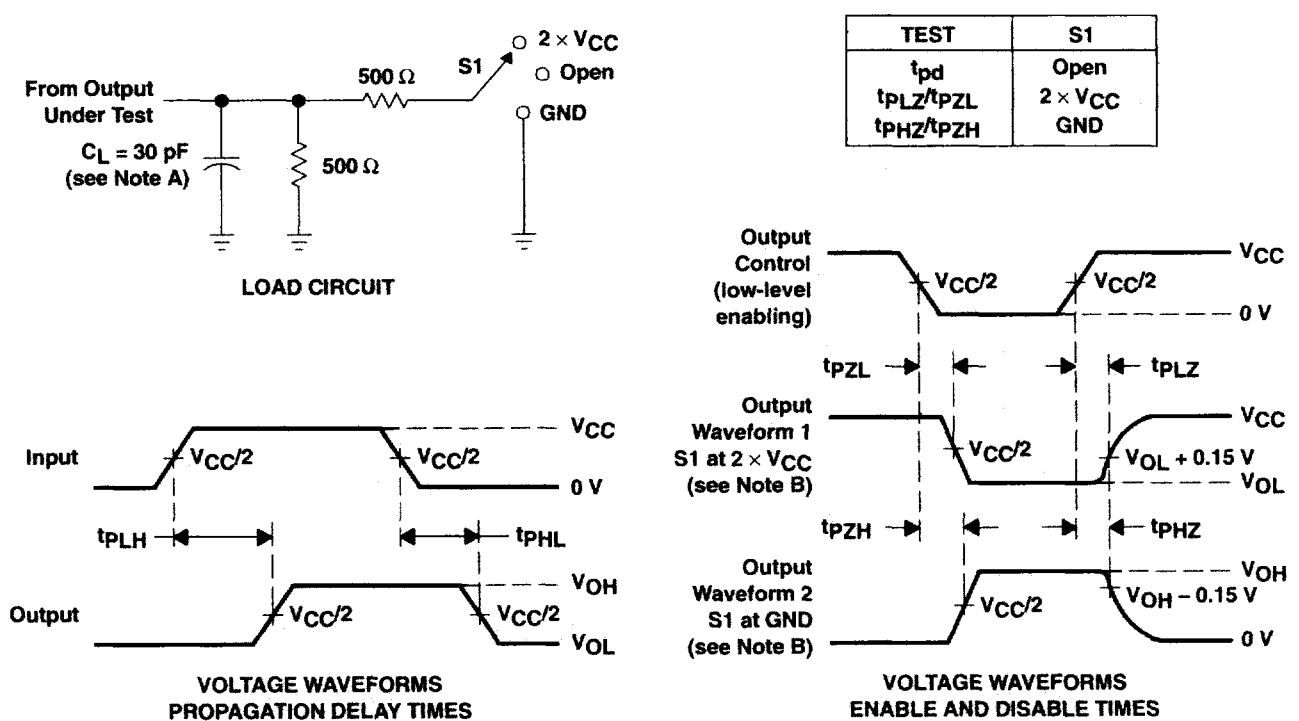 From Output
Under Test
C_L = 30 pF
(see Note A)
500 Ω
500 Ω
S1
2 × V_CC
Open
GND
LOAD CIRCUIT
TEST S1
t_pd Open
t_PLZ/t_PZL 2 × V_CC
t_PHZ/t_PZH GND
Input
V_CC/2
V_CC/2
V_CC
0 V
t_PLH
t_PHL
Output
V_CC/2
V_CC/2
V_OH
V_OL
VOLTAGE WAVEFORMS
PROPAGATION DELAY TIMES
Output
Control
(low-level
enabling)
V_CC/2
V_CC/2
V_CC
0 V
t_PZL
t_PLZ
Output
Waveform 1
S1 at 2 × V_CC
(see Note B)
V_CC/2
V_CC
V_OL + 0.15 V
V_OL
t_PZH
t_PHZ
Output
Waveform 2
S1 at GND
(see Note B)
V_CC/2
V_OH
V_OH – 0.15 V
0 V
VOLTAGE WAVEFORMS
ENABLE AND DISABLE TIMES